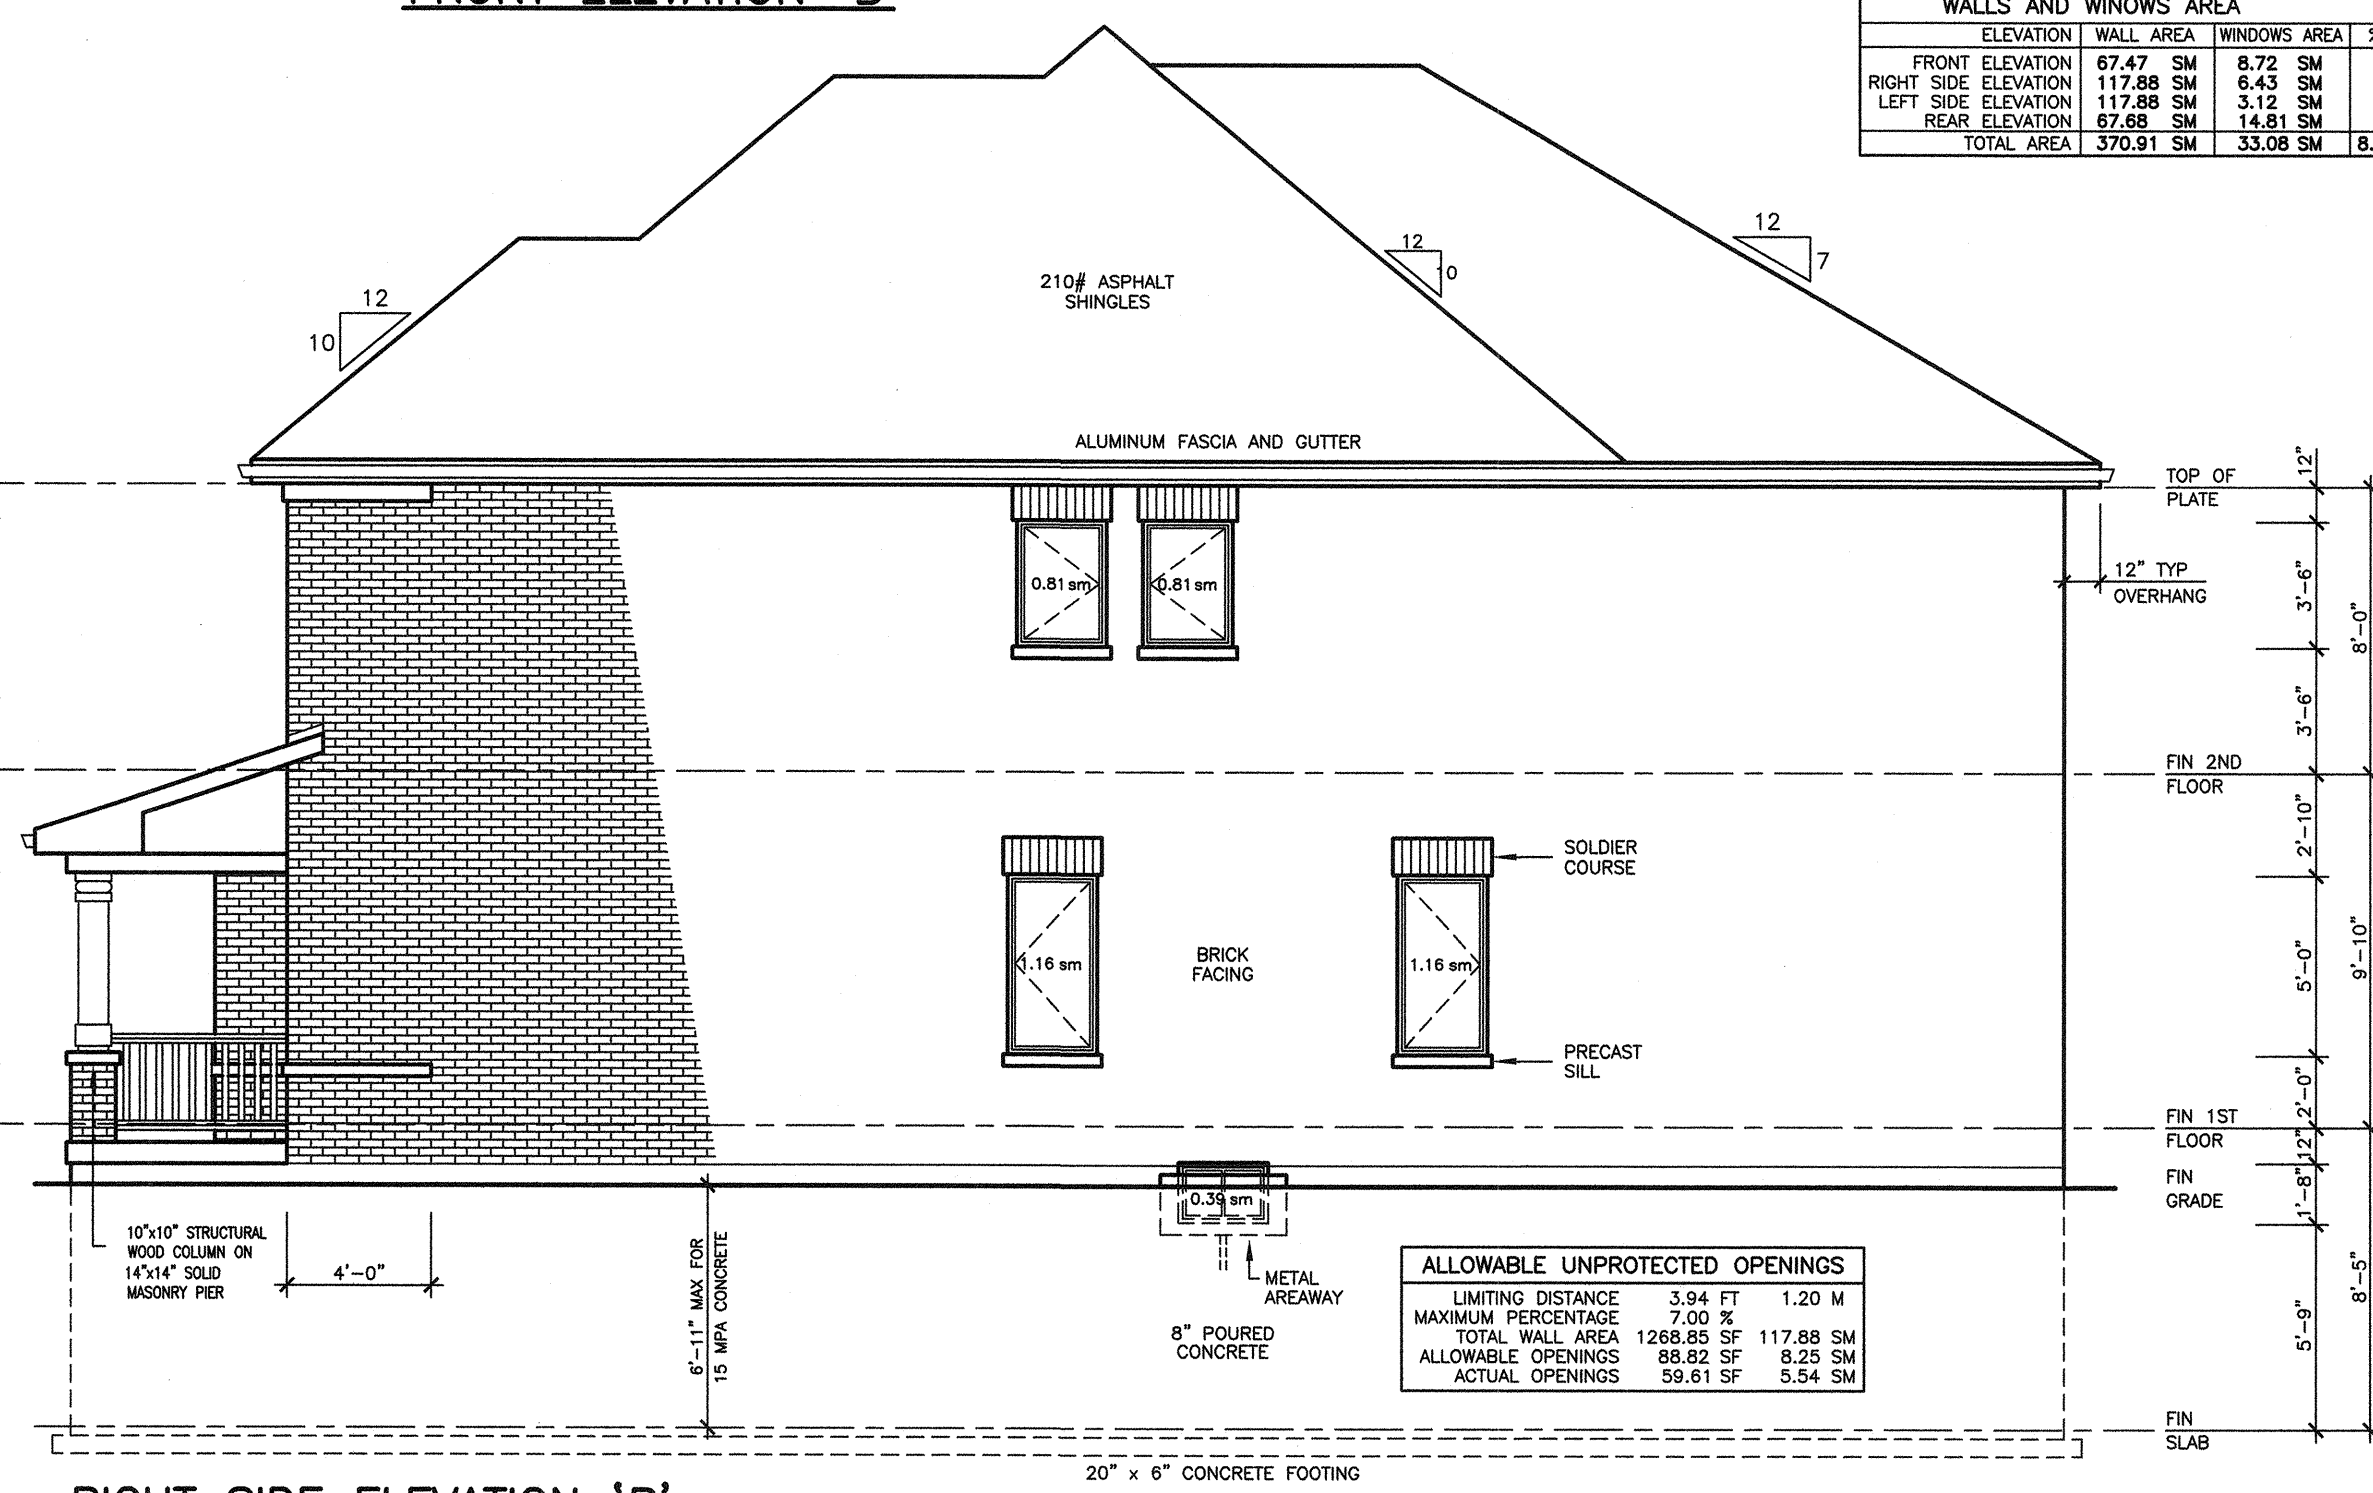 FRONT ELEVATION 'B'
WALLS AND WINOWS AREA
ELEVATION WALL AREA WINDOWS AREA
FRONT ELEVATION 67.47 SM 8.72 SM
RIGHT SIDE ELEVATION 117.88 SM 6.43 SM
LEFT SIDE ELEVATION 117.88 SM 3.12 SM
REAR ELEVATION 67.68 SM 14.81 SM
TOTAL AREA 370.91 SM 33.08 SM 8.
12
10
12
0
12
7
210# ASPHALT
SHINGLES
ALUMINUM FASCIA AND GUTTER
TOP OF
PLATE
12"
12" TYP
OVERHANG
3'-6"
8'-0"
3'-6"
0.81 sm
0.81 sm
FIN 2ND
FLOOR
2'-10"
SOLDIER
COURSE
1.16 sm
1.16 sm
BRICK
FACING
5'-0"
9'-10"
PRECAST
SILL
2'-0"
FIN 1ST
FLOOR
12"
FIN
GRADE
1'-8"
0.39 sm
10"x10" STRUCTURAL
WOOD COLUMN ON
14"x14" SOLID
MASONRY PIER
4'-0"
6'-11" MAX FOR
15 MPA CONCRETE
METAL
AREAWAY
8" POURED
CONCRETE
ALLOWABLE UNPROTECTED OPENINGS
LIMITING DISTANCE 3.94 FT 1.20 M
MAXIMUM PERCENTAGE 7.00 %
TOTAL WALL AREA 1268.85 SF 117.88 SM
ALLOWABLE OPENINGS 88.82 SF 8.25 SM
ACTUAL OPENINGS 59.61 SF 5.54 SM
8'-5"
5'-9"
FIN
SLAB
20" x 6" CONCRETE FOOTING
RIGHT SIDE ELEVATION 'B'